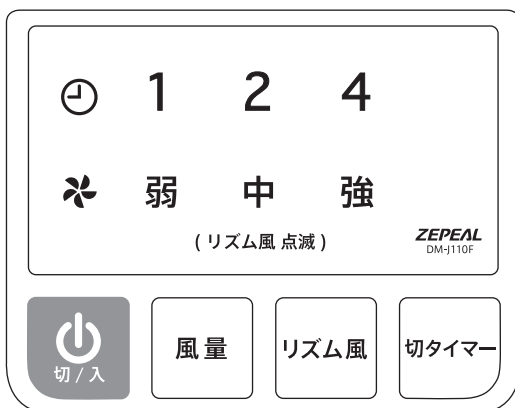 1 2 4
弱 中 強
( リズム風 点滅 )
ZEPEAL
DM-J110F
切 / 入
風量
リズム風
切タイマー